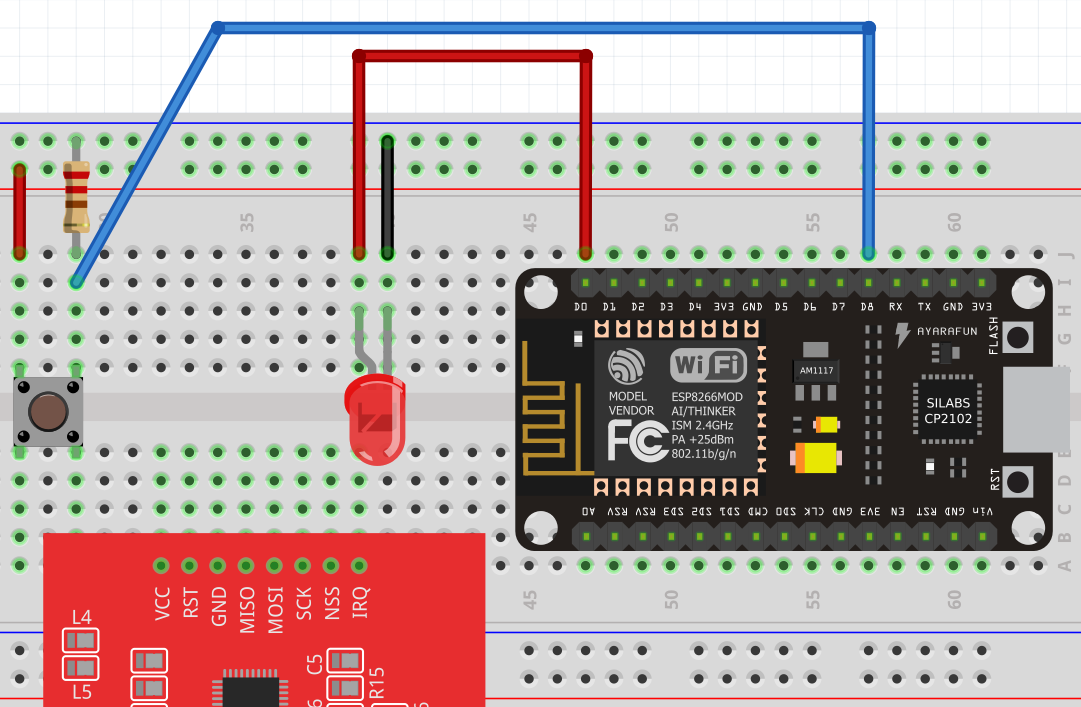 35
45
50
55
60
J
I
H
G
D0 D1 D2 D3 D4 3V3 GND D5 D6 D7 D8 RX TX GND 3V3
FLASH
AYARAFUN
WiFi
AM1117
MODEL
VENDOR
ESP8266MOD
AI/THINKER
ISM 2.4GHz
PA +25dBm
802.11b/g/n
FC
SILABS
CP2102
RST
A0 RSV RSV SD3 SD2 SD1 CMD SD0 CLK GND 3V3 EN RST GND Vin
E
D
C
B
A
VCC
RST
GND
MISO
MOSI
SCK
NSS
IRQ
45
50
55
60
L4
L5
C5
R15